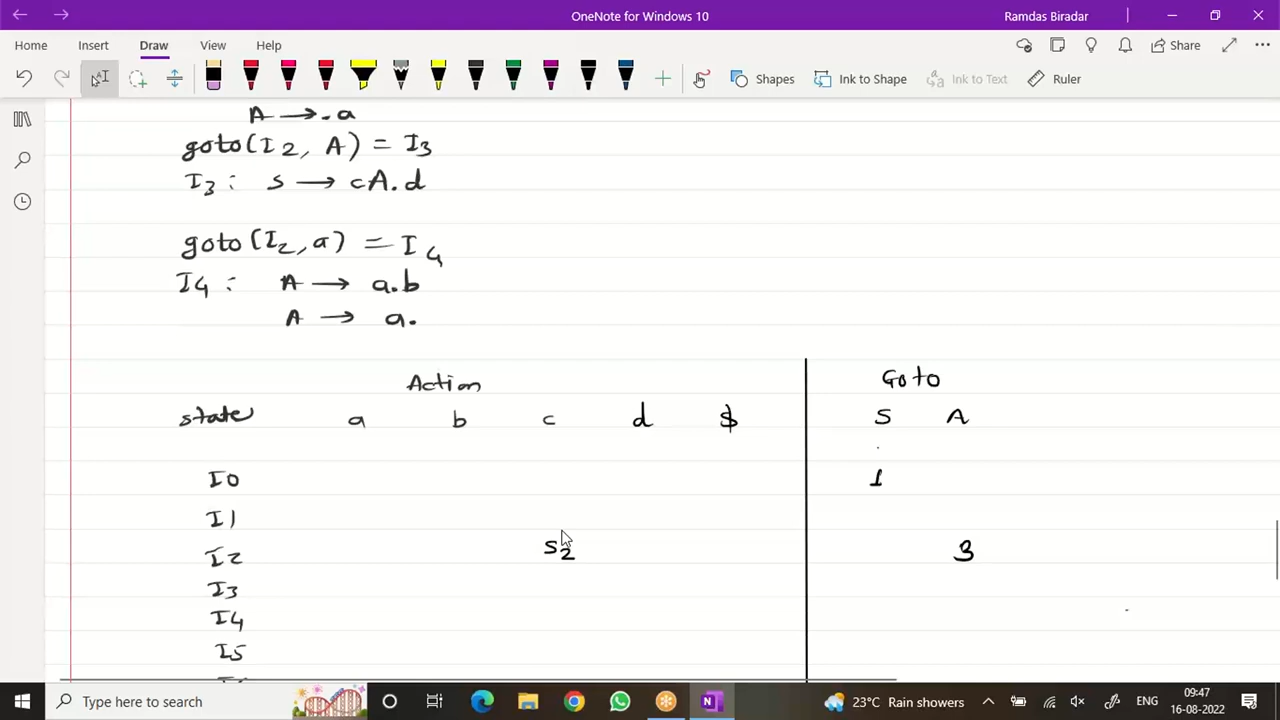 OneNote for Windows 10
Ramdas Biradar
Home Insert Draw View Help
Share
Shapes Ink to Shape Ink to Text Ruler
A → . a
goto(I2, A) = I3
I3 : s → cA.d
goto(I2, a) = I4
I4 : A → a.b
A → a.
Action Goto
state a b c d $ S A
I0 1
I1
I2 s2 3
I3
I4
I5
Type here to search
23°C Rain showers
ENG
09:47
16-08-2022